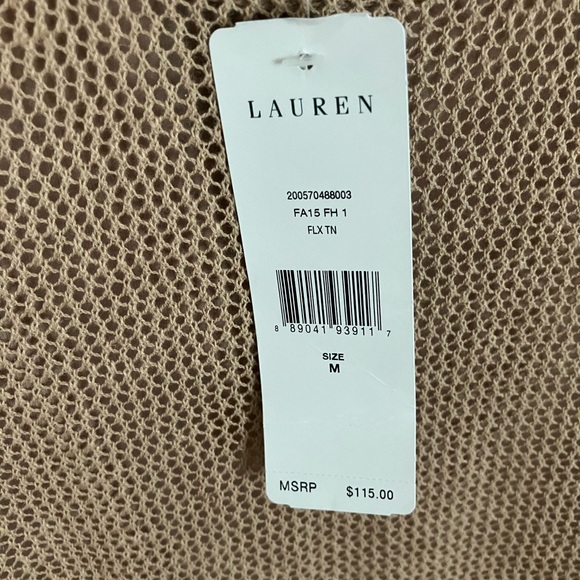 LAUREN
200570488003
FA15 FH 1
FLX TN
8 89041 93911 7
SIZE
M
MSRP $115.00